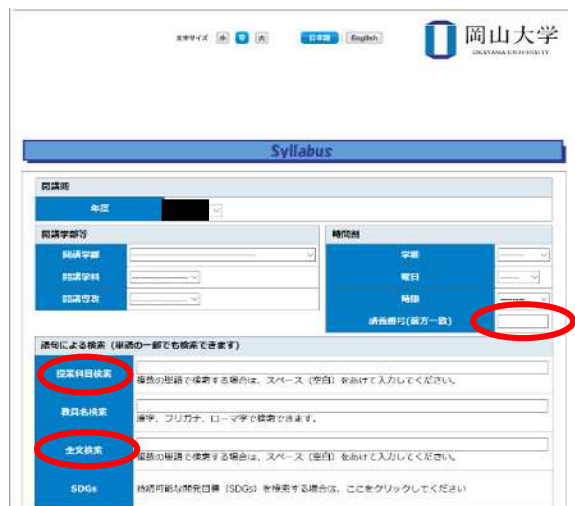 文字サイズ 小 中 大 日本語 English
岡山大学
OKAYAMA UNIVERSITY
Syllabus
開講時
年度
開講学部等
時間割
開講学部
学期
開講学科
曜日
開講専攻
時限
講義番号(前方一致)
語句による検索 (単語の一部でも検索できます)
授業科目検索
複数の単語で検索する場合は、スペース (空白) をあけて入力してください。
教員名検索
漢字、フリガナ、ローマ字で検索できます。
全文検索
複数の単語で検索する場合は、スペース (空白) をあけて入力してください。
SDGs 持続可能な開発目標 (SDGs) を検索する場合は、ここをクリックしてください